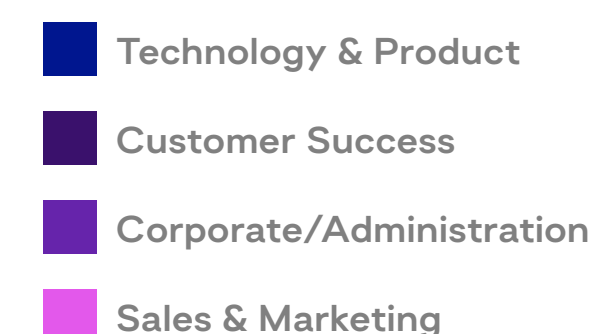 Technology & Product
Customer Success
Corporate/Administration
Sales & Marketing